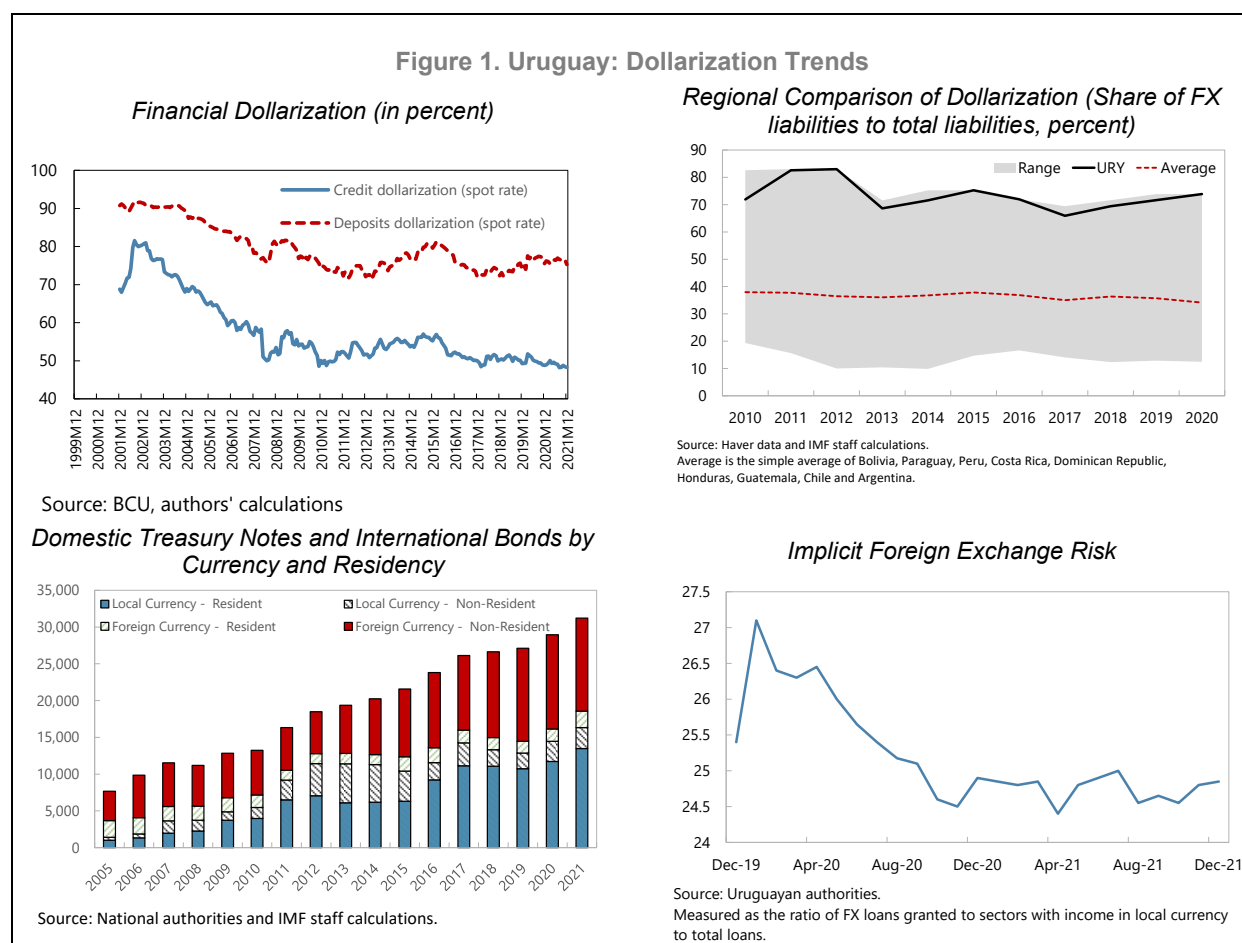 Figure 1. Uruguay: Dollarization Trends
Financial Dollarization (in percent)
100
90
80
70
60
50
40
Credit dollarization (spot rate)
Deposits dollarization (spot rate)
1999M12
2000M12
2001M12
2002M12
2003M12
2004M12
2005M12
2006M12
2007M12
2008M12
2009M12
2010M12
2011M12
2012M12
2013M12
2014M12
2015M12
2016M12
2017M12
2018M12
2019M12
2020M12
2021M12
Source: BCU, authors' calculations
Regional Comparison of Dollarization (Share of FX
liabilities to total liabilities, percent)
90
80
70
60
50
40
30
20
10
0
Range URY Average
2010 2011 2012 2013 2014 2015 2016 2017 2018 2019 2020
Source: Haver data and IMF staff calculations.
Average is the simple average of Bolivia, Paraguay, Peru, Costa Rica, Dominican Republic,
Honduras, Guatemala, Chile and Argentina.
Domestic Treasury Notes and International Bonds by
Currency and Residency
35,000
30,000
25,000
20,000
15,000
10,000
5,000
0
Local Currency - Resident Local Currency - Non-Resident
Foreign Currency - Resident Foreign Currency - Non-Resident
2005 2006 2007 2008 2009 2010 2011 2012 2013 2014 2015 2016 2017 2018 2019 2020 2021
Source: National authorities and IMF staff calculations.
Implicit Foreign Exchange Risk
27.5
27
26.5
26
25.5
25
24.5
24
Dec-19 Apr-20 Aug-20 Dec-20 Apr-21 Aug-21 Dec-21
Source: Uruguayan authorities.
Measured as the ratio of FX loans granted to sectors with income in local currency
to total loans.